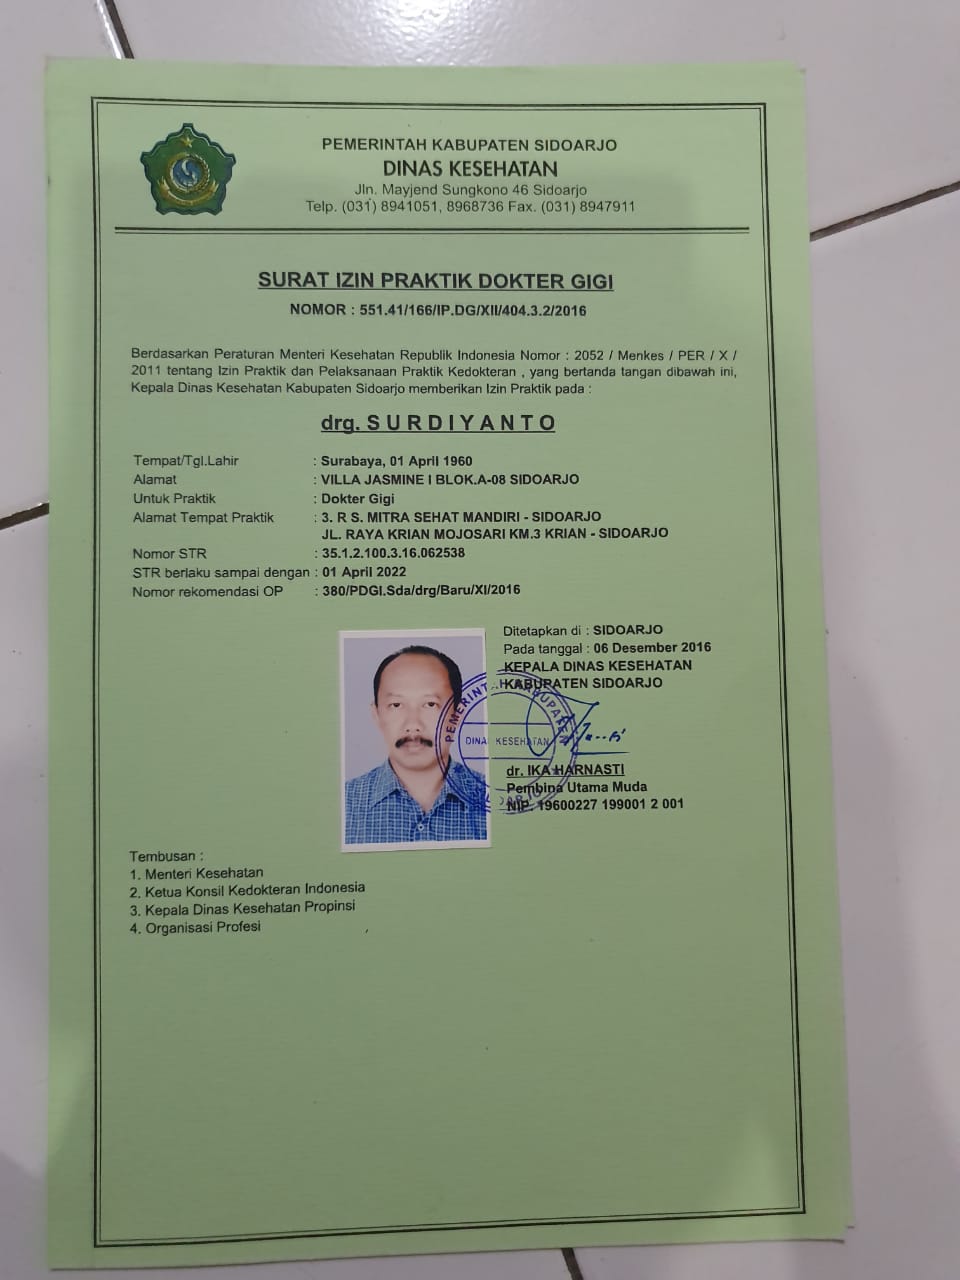 PEMERINTAH KABUPATEN SIDOARJO
DINAS KESEHATAN
Jln. Mayjend Sungkono 46 Sidoarjo
Telp. (031) 8941051, 8968736 Fax. (031) 8947911
SURAT IZIN PRAKTIK DOKTER GIGI
NOMOR : 551.41/166/IP.DG/XII/404.3.2/2016
Berdasarkan Peraturan Menteri Kesehatan Republik Indonesia Nomor : 2052 / Menkes / PER / X /
2011 tentang Izin Praktik dan Pelaksanaan Praktik Kedokteran , yang bertanda tangan dibawah ini,
Kepala Dinas Kesehatan Kabupaten Sidoarjo memberikan Izin Praktik pada :
drg. S U R D I Y A N T O
Tempat/Tgl.Lahir : Surabaya, 01 April 1960
Alamat : VILLA JASMINE I BLOK.A-08 SIDOARJO
Untuk Praktik : Dokter Gigi
Alamat Tempat Praktik : 3. R S. MITRA SEHAT MANDIRI - SIDOARJO
JL. RAYA KRIAN MOJOSARI KM.3 KRIAN - SIDOARJO
Nomor STR : 35.1.2.100.3.16.062538
STR berlaku sampai dengan : 01 April 2022
Nomor rekomendasi OP : 380/PDGI.Sda/drg/Baru/XI/2016
Ditetapkan di : SIDOARJO
Pada tanggal : 06 Desember 2016
KEPALA DINAS KESEHATAN
KABUPATEN SIDOARJO
PEMERINTAH KABUPATEN
DINAS KESEHATAN
dr. IKA HARNASTI
Pembina Utama Muda
NIP. 19600227 199001 2 001
Tembusan :
1. Menteri Kesehatan
2. Ketua Konsil Kedokteran Indonesia
3. Kepala Dinas Kesehatan Propinsi
4. Organisasi Profesi